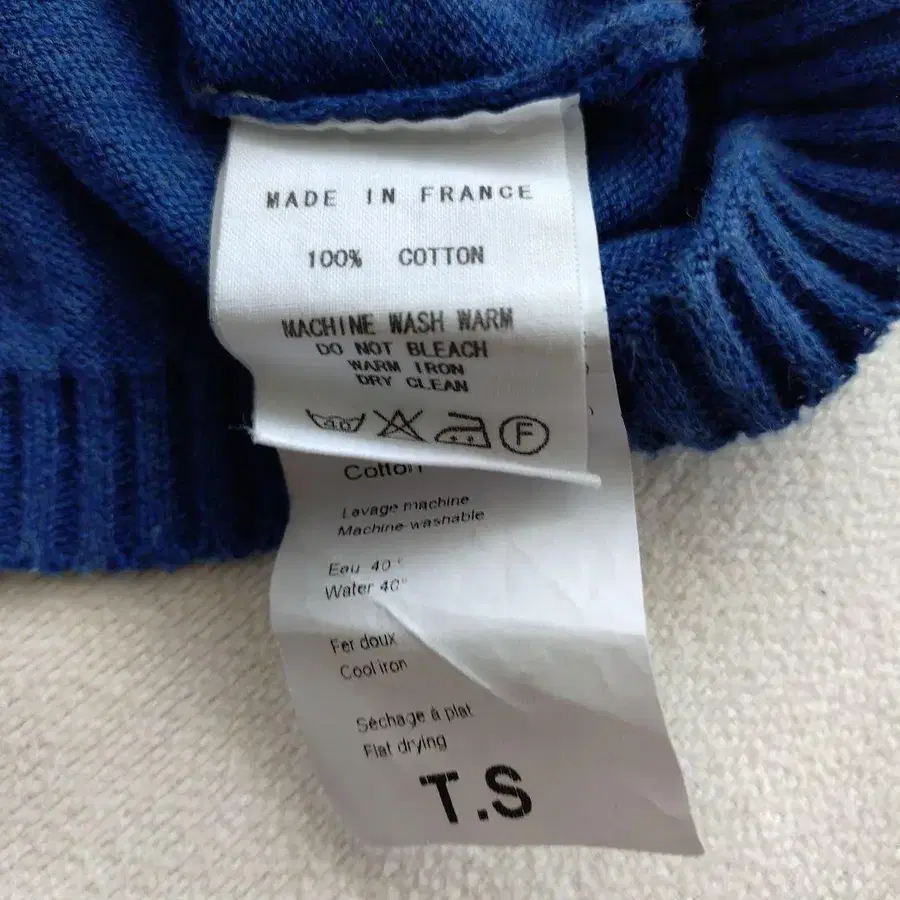 MADE IN FRANCE
100% COTTON
MACHINE WASH WARM
DO NOT BLEACH
WARM IRON
DRY CLEAN
40 F
Cotton
Lavage machine
Machine-washable
Eau 40°
Water 40°
Fer doux
Cool iron
Séchage à plat
Flat drying
T.S